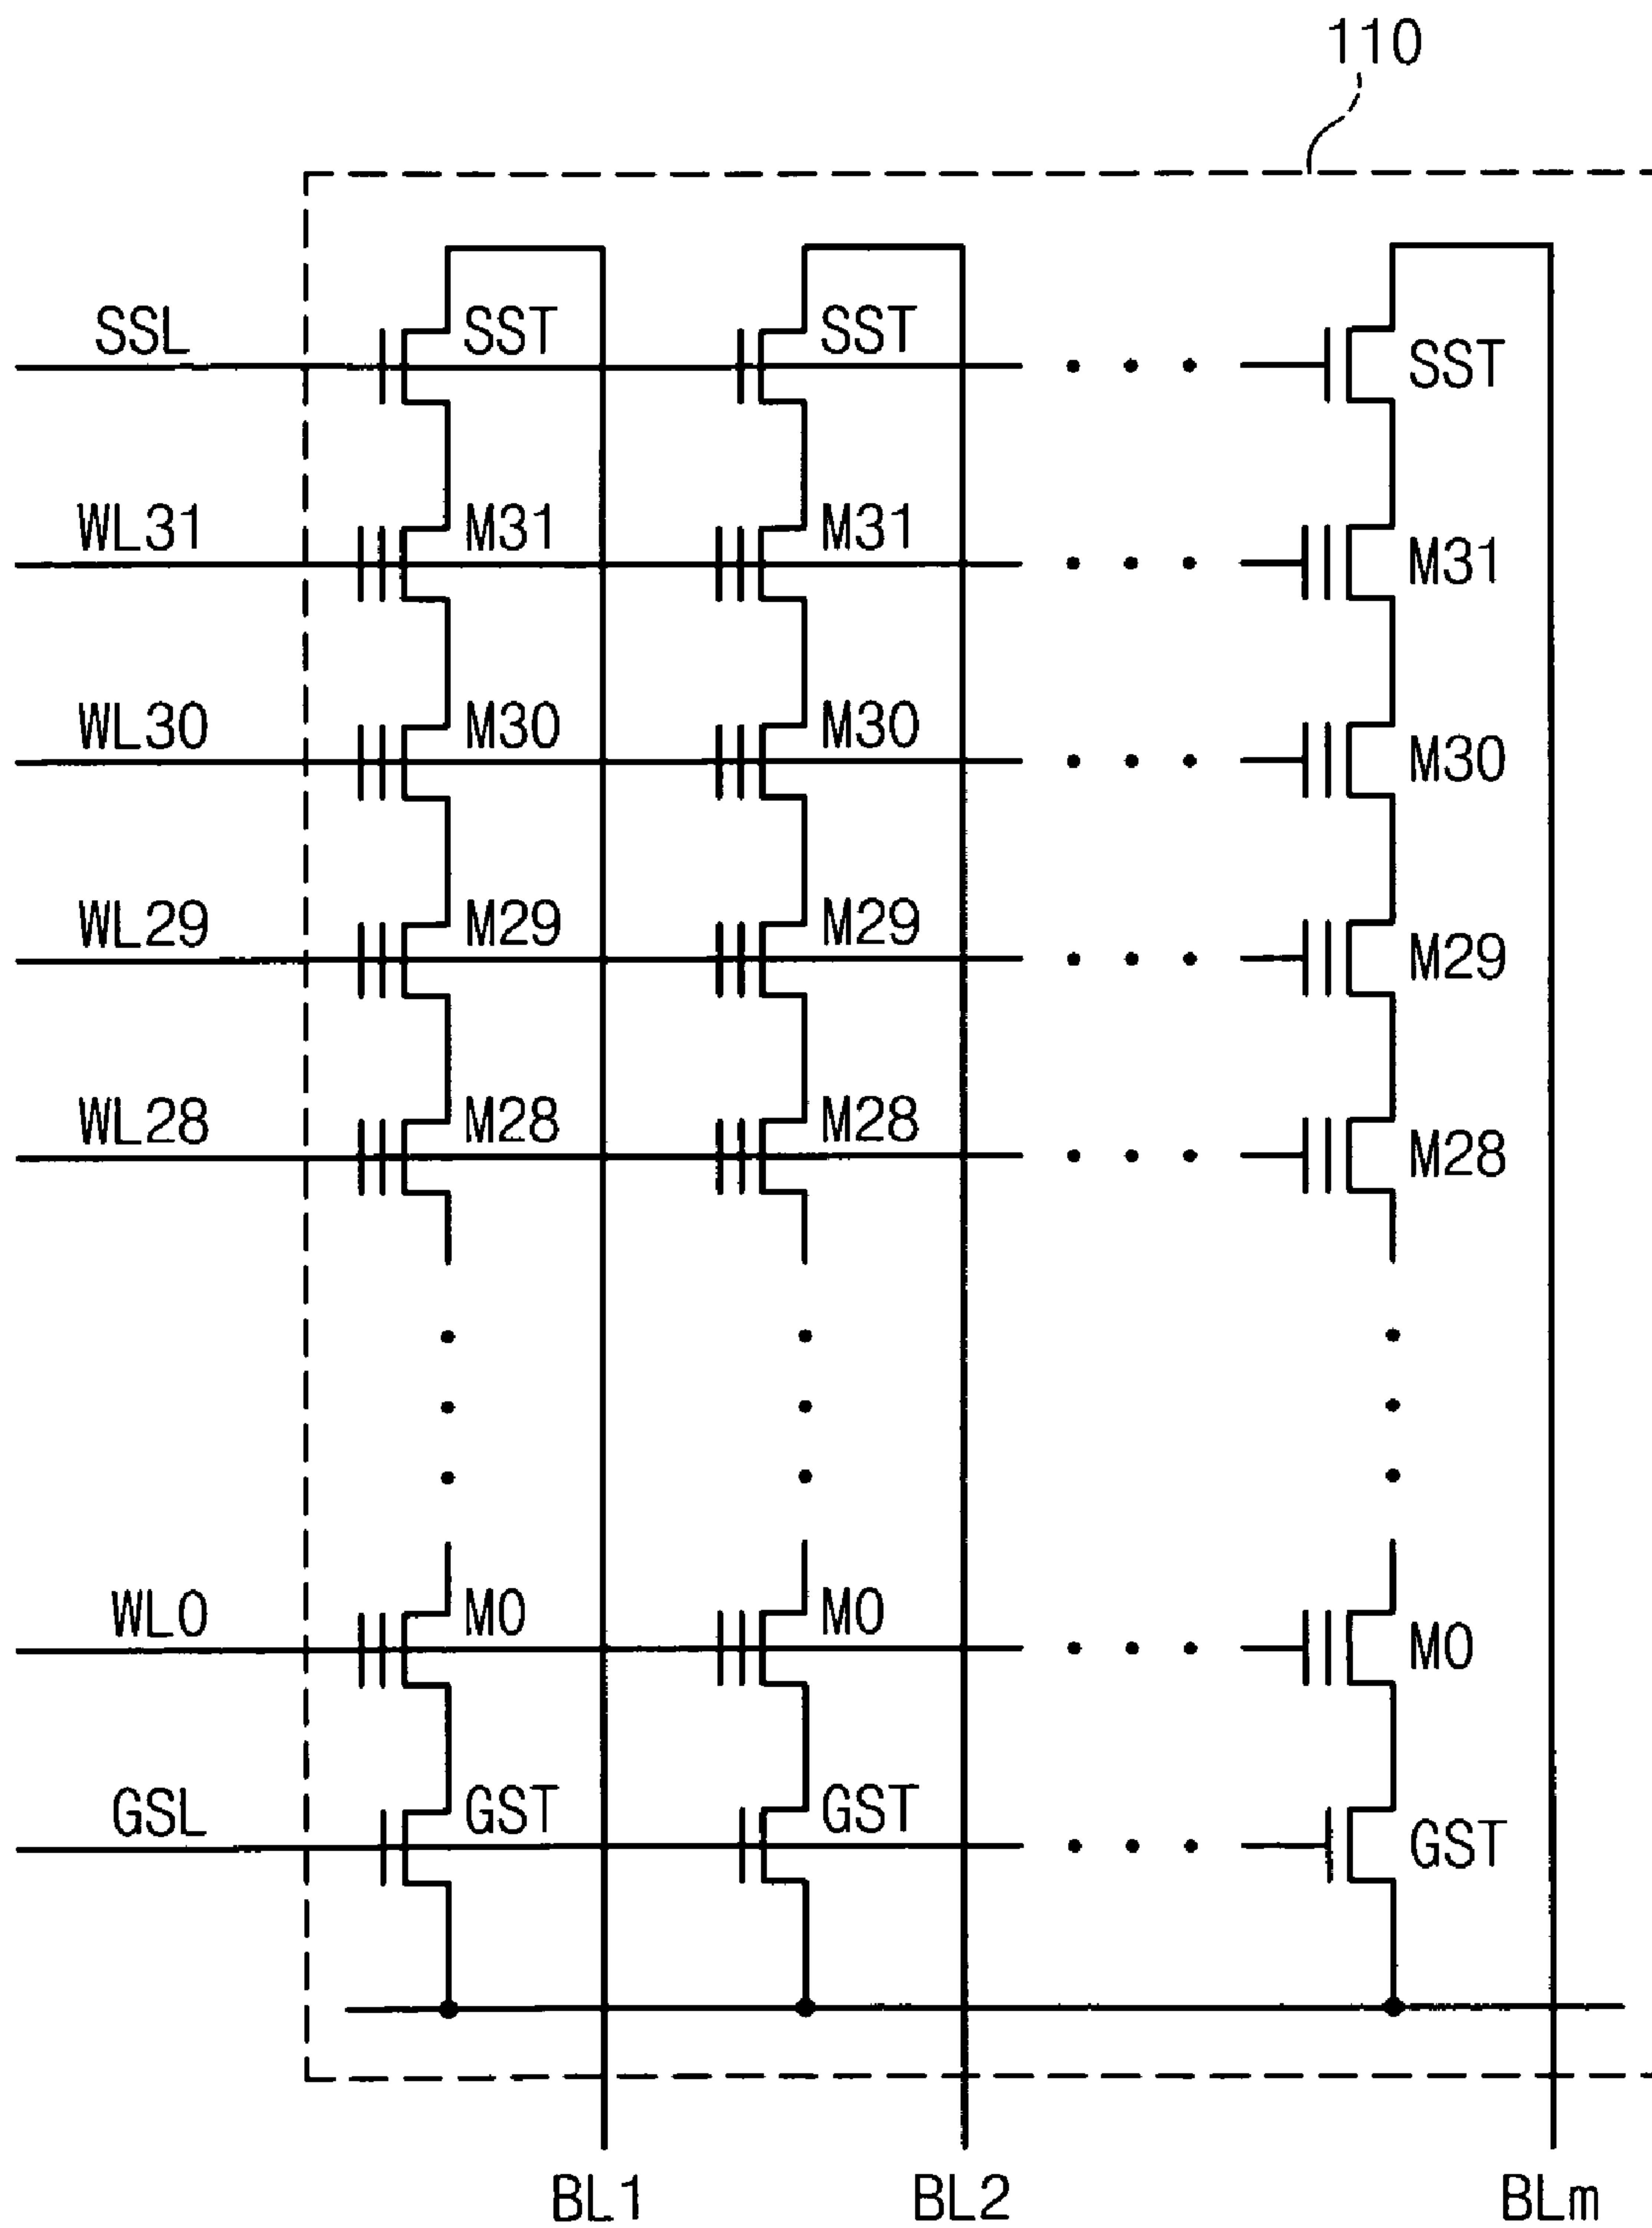 110
SSL SST SST SST
WL31 M31 M31 M31
WL30 M30 M30 M30
WL29 M29 M29 M29
WL28 M28 M28 M28
WL0 M0 M0 M0
GSL GST GST GST
BL1 BL2 BLm